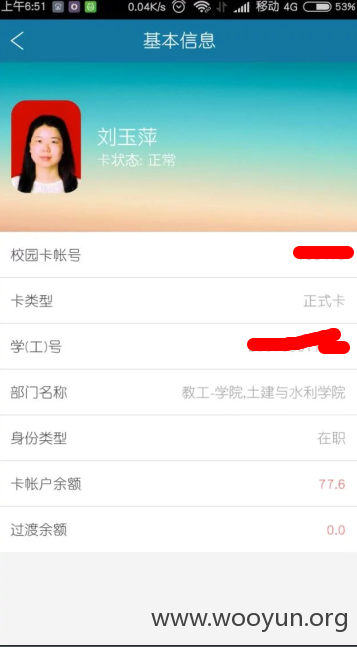 上午6:51 0.04K/s 移动 4G 53%
基本信息
刘玉萍
卡状态: 正常
校园卡帐号
卡类型 正式卡
学(工)号
部门名称 教工-学院,土建与水利学院
身份类型 在职
卡帐户余额 77.6
过渡余额 0.0
www.wooyun.org